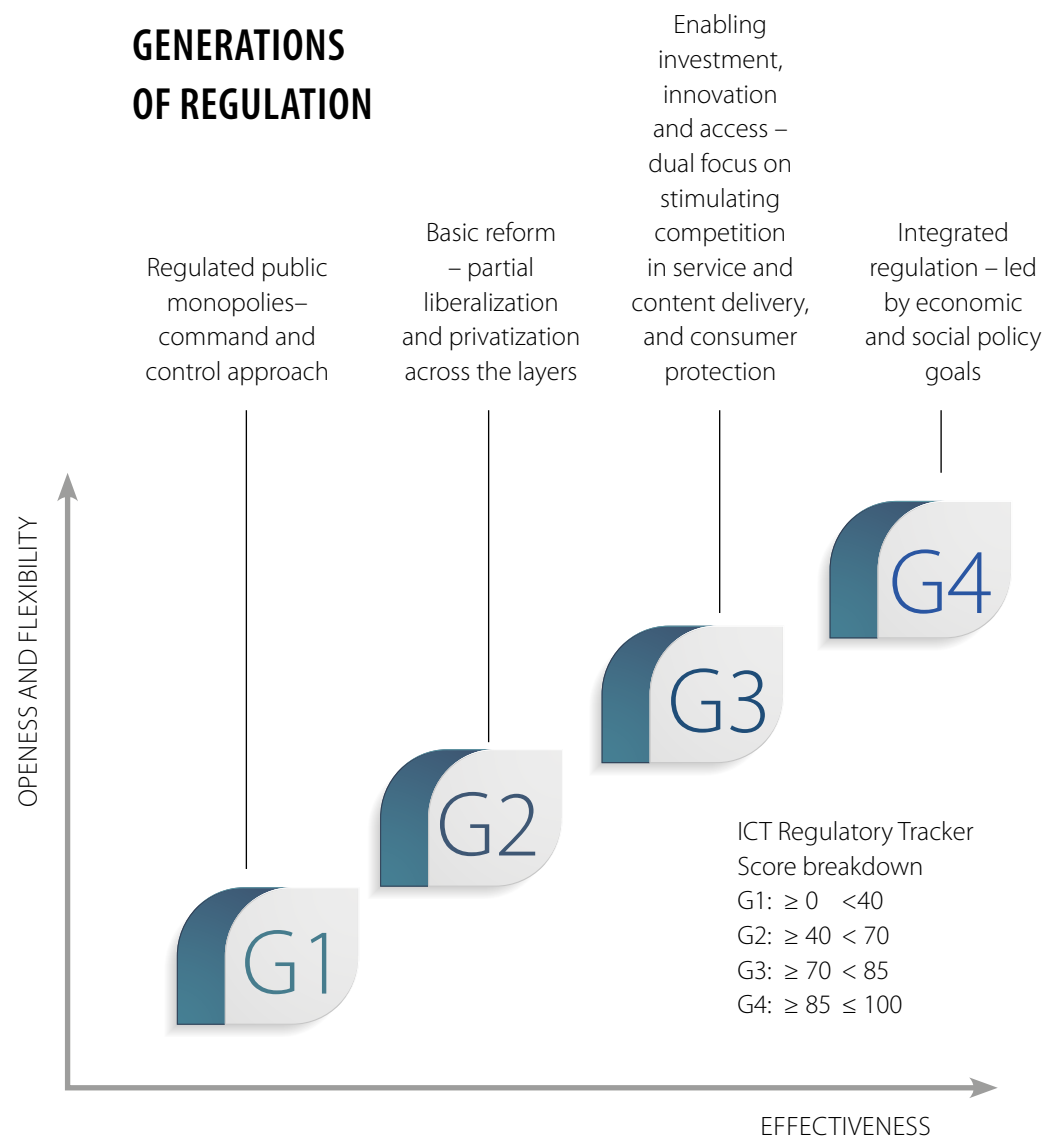 GENERATIONS
OF REGULATION
Regulated public
monopolies–
command and
control approach
Basic reform
– partial
liberalization
and privatization
across the layers
Enabling
investment,
innovation
and access –
dual focus on
stimulating
competition
in service and
content delivery,
and consumer
protection
Integrated
regulation – led
by economic
and social policy
goals
OPENESS AND FLEXIBILITY
G1
G2
G3
G4
ICT Regulatory Tracker
Score breakdown
G1: ≥ 0 <40
G2: ≥ 40 < 70
G3: ≥ 70 < 85
G4: ≥ 85 ≤ 100
EFFECTIVENESS